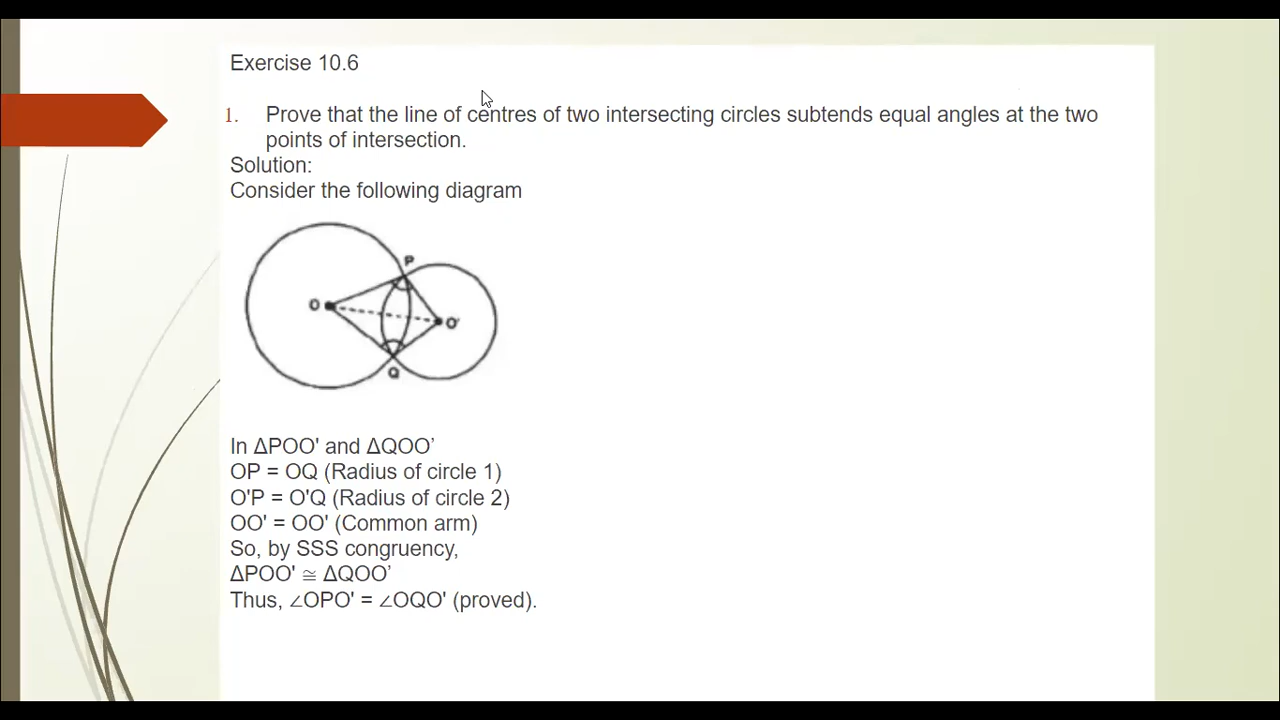 Exercise 10.6
1. Prove that the line of centres of two intersecting circles subtends equal angles at the two
points of intersection.
Solution:
Consider the following diagram
P
O
O'
Q
In ΔPOO' and ΔQOO’
OP = OQ (Radius of circle 1)
O'P = O'Q (Radius of circle 2)
OO' = OO' (Common arm)
So, by SSS congruency,
ΔPOO' ≅ ΔQOO’
Thus, ∠OPO' = ∠OQO' (proved).